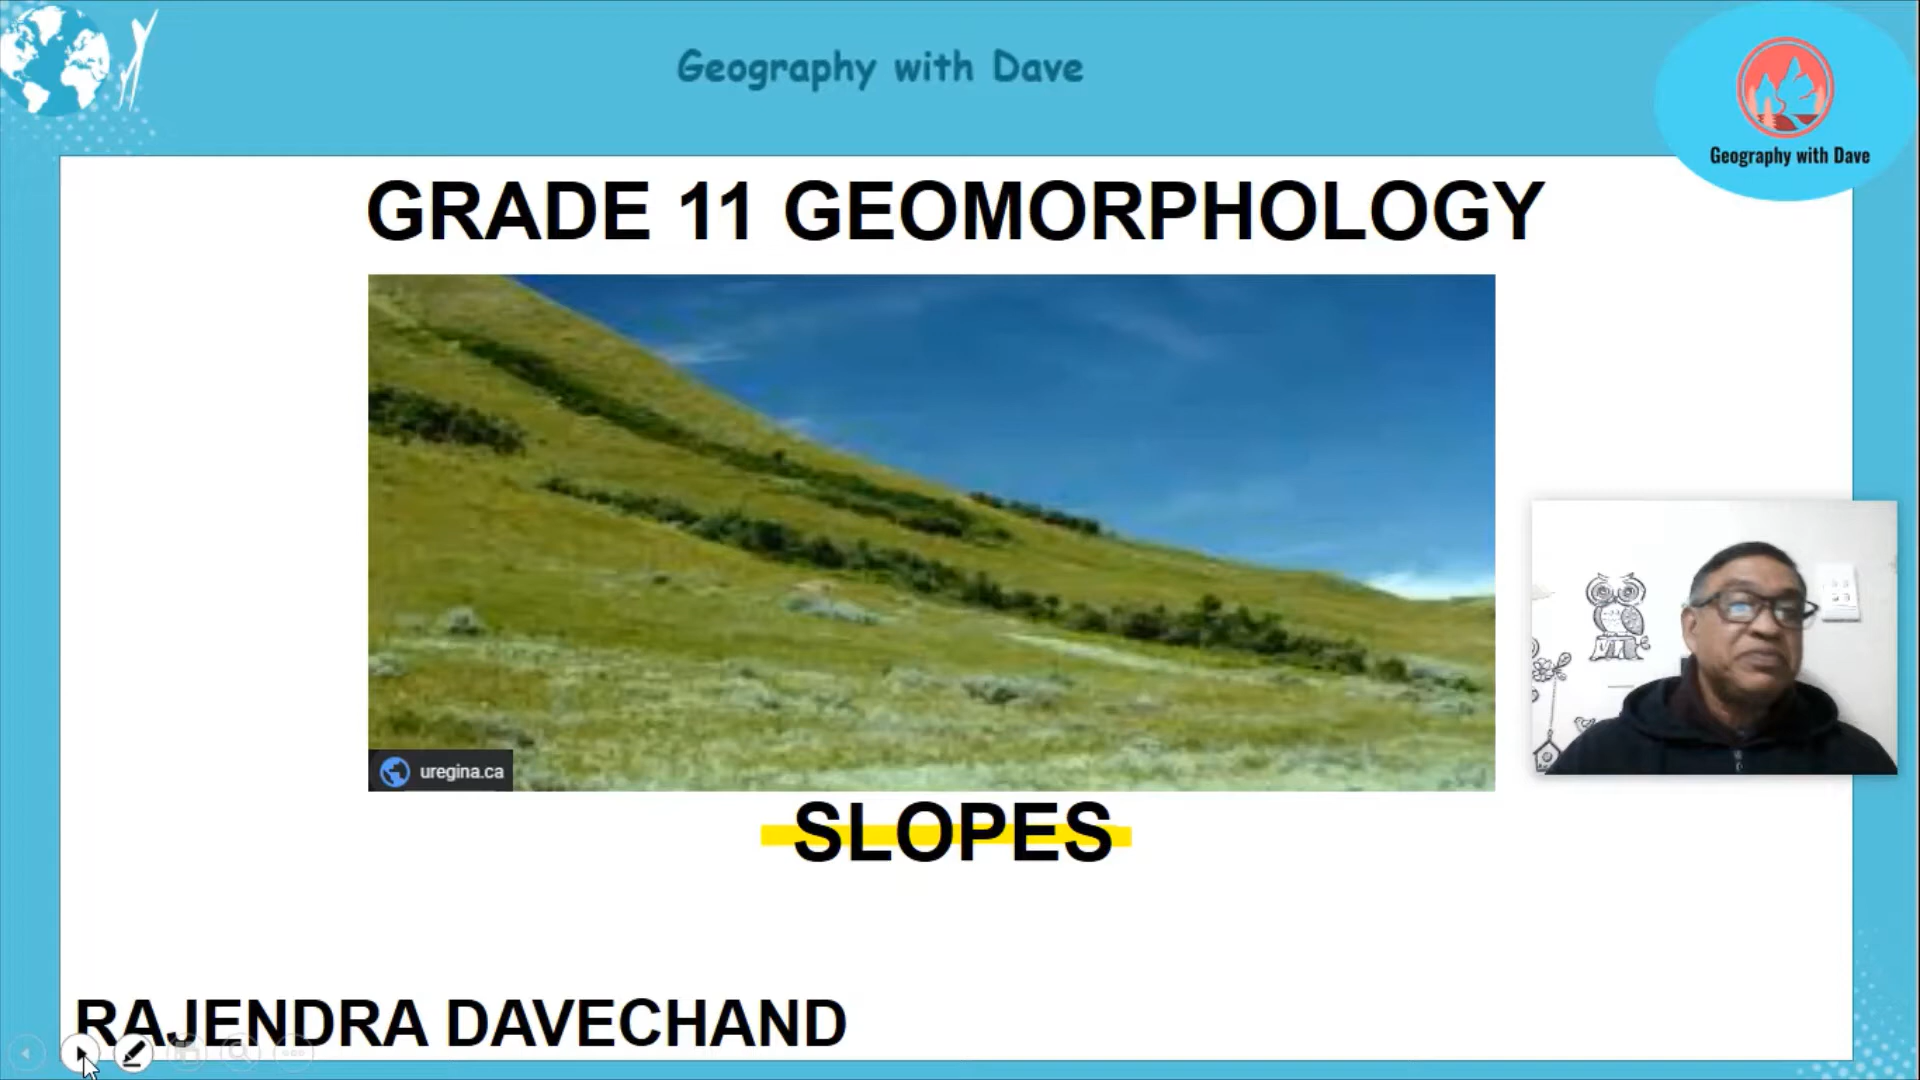 Geography with Dave
Geography with Dave
GRADE 11 GEOMORPHOLOGY
uregina.ca
SLOPES
RAJENDRA DAVECHAND